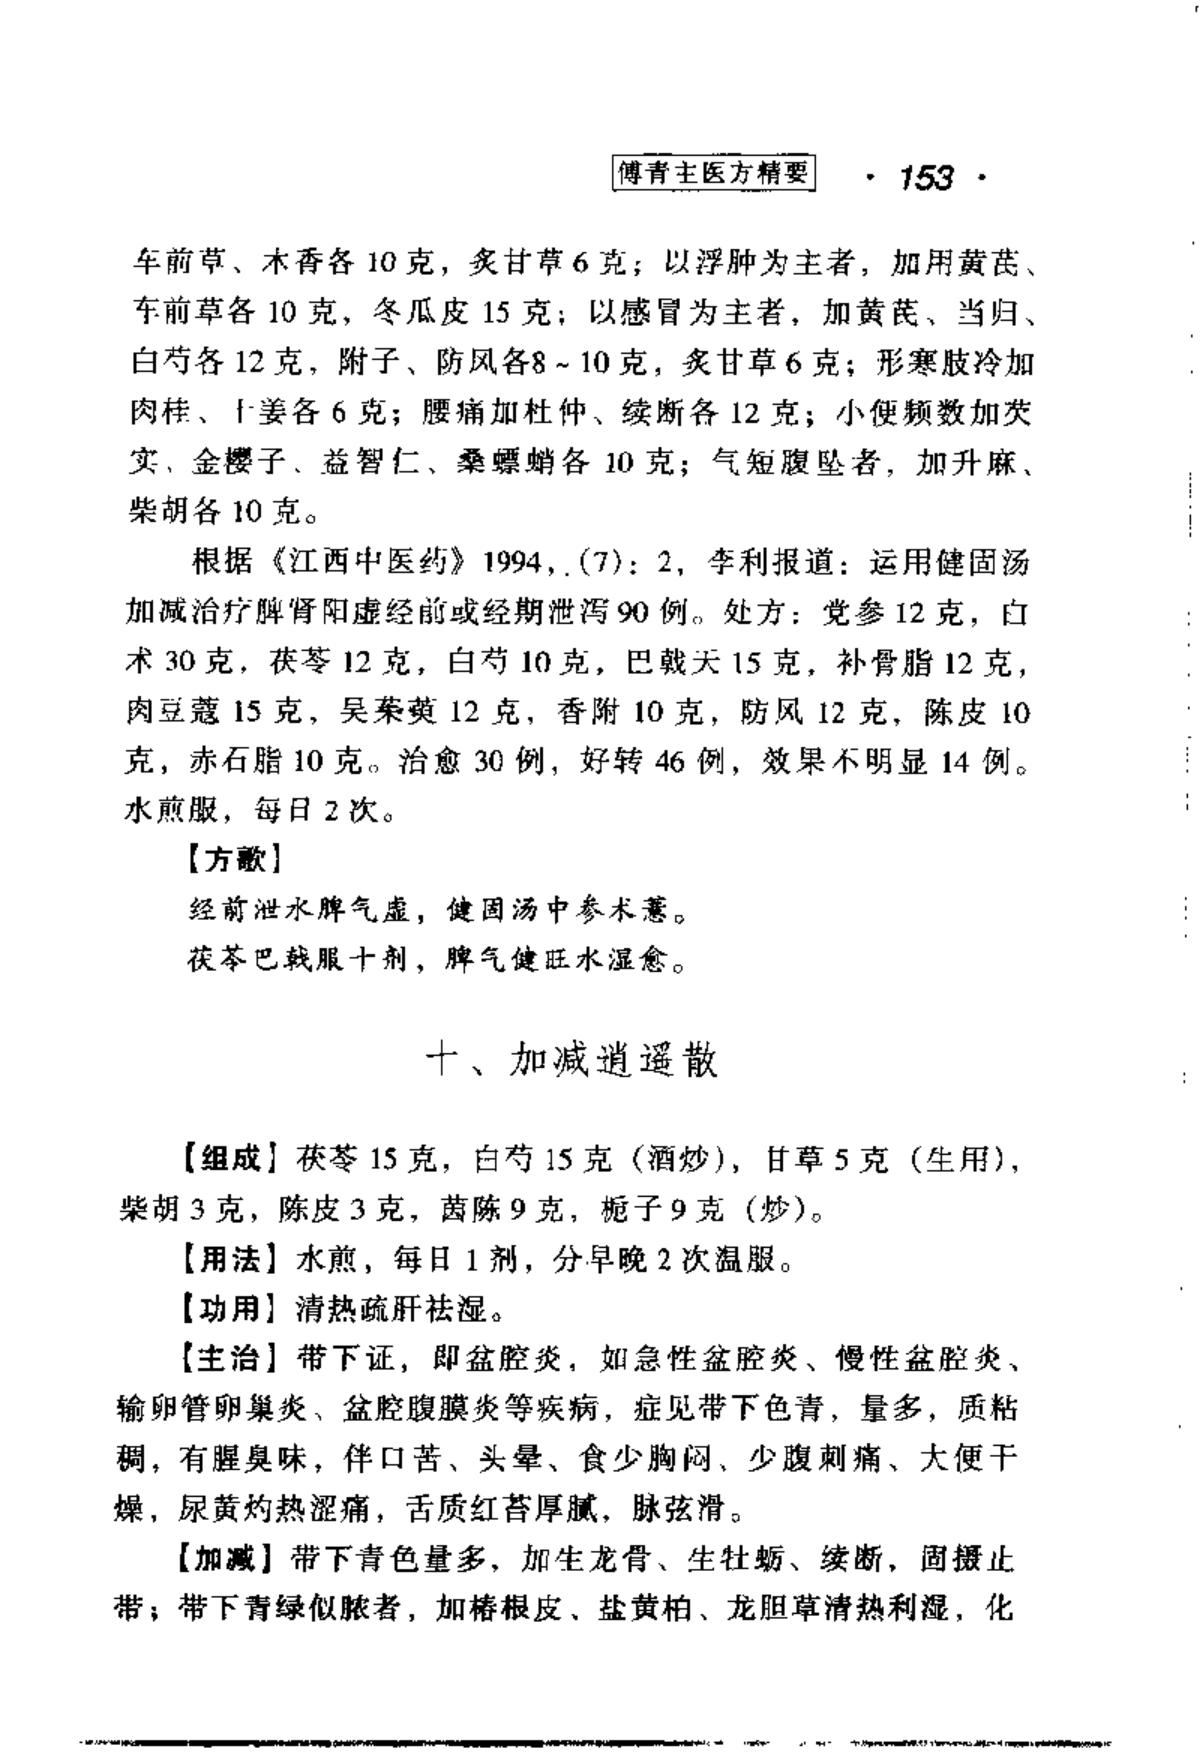 傅青主医方精要 · 153 ·
车前草、木香各 10 克，炙甘草 6 克；以浮肿为主者，加用黄芪、
车前草各 10 克，冬瓜皮 15 克；以感冒为主者，加黄芪、当归、
白芍各 12 克，附子、防风各8～10 克，炙甘草 6 克；形寒肢冷加
肉桂、干姜各 6 克；腰痛加杜仲、续断各 12 克；小便频数加芡
实、金樱子、益智仁、桑螵蛸各 10 克；气短腹坠者，加升麻、
柴胡各 10 克。
根据《江西中医药》1994，（7）：2，李利报道：运用健固汤
加减治疗脾肾阳虚经前或经期泄泻 90 例。处方：党参 12 克，白
术 30 克，茯苓 12 克，白芍 10 克，巴戟天 15 克，补骨脂 12 克，
肉豆蔻 15 克，吴茱萸 12 克，香附 10 克，防风 12 克，陈皮 10
克，赤石脂 10 克。治愈 30 例，好转 46 例，效果不明显 14 例。
水煎服，每日 2 次。
【方歌】
经前泄水脾气虚，健固汤中参术薏。
茯苓巴戟服十剂，脾气健旺水湿愈。
十、加减逍遥散
【组成】茯苓 15 克，白芍 15 克（酒炒），甘草 5 克（生用），
柴胡 3 克，陈皮 3 克，茵陈 9 克，栀子 9 克（炒）。
【用法】水煎，每日 1 剂，分早晚 2 次温服。
【功用】清热疏肝祛湿。
【主治】带下证，即盆腔炎，如急性盆腔炎、慢性盆腔炎、
输卵管卵巢炎、盆腔腹膜炎等疾病，症见带下色青，量多，质粘
稠，有腥臭味，伴口苦、头晕、食少胸闷、少腹刺痛、大便干
燥，尿黄灼热涩痛，舌质红苔厚腻，脉弦滑。
【加减】带下青色量多，加生龙骨、生牡蛎、续断，固摄止
带；带下青绿似脓者，加椿根皮、盐黄柏、龙胆草清热利湿，化